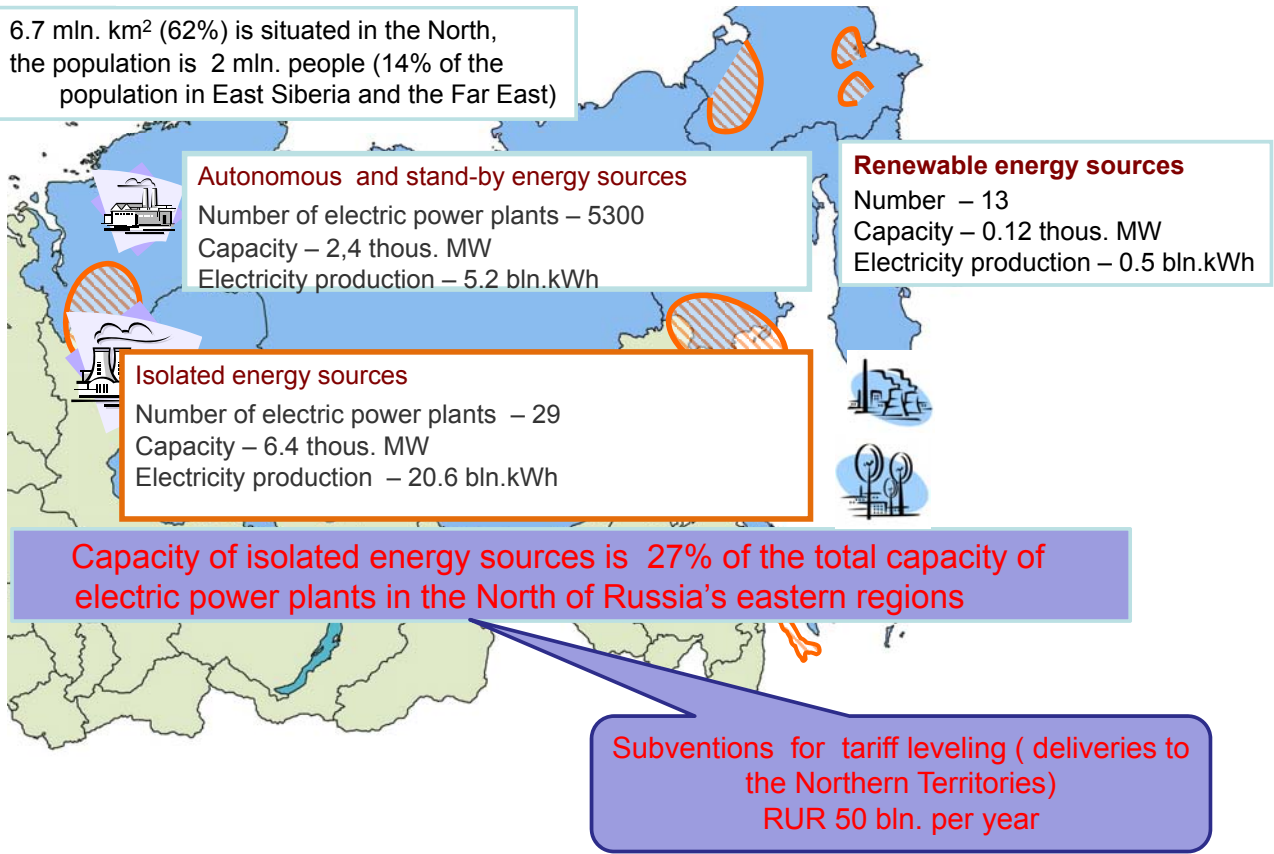 6.7 mln. km² (62%) is situated in the North,
the population is 2 mln. people (14% of the
population in East Siberia and the Far East)
Autonomous and stand-by energy sources
Number of electric power plants – 5300
Capacity – 2,4 thous. MW
Electricity production – 5.2 bln.kWh
Renewable energy sources
Number – 13
Capacity – 0.12 thous. MW
Electricity production – 0.5 bln.kWh
Isolated energy sources
Number of electric power plants – 29
Capacity – 6.4 thous. MW
Electricity production – 20.6 bln.kWh
Capacity of isolated energy sources is 27% of the total capacity of
electric power plants in the North of Russia’s eastern regions
Subventions for tariff leveling ( deliveries to
the Northern Territories)
RUR 50 bln. per year